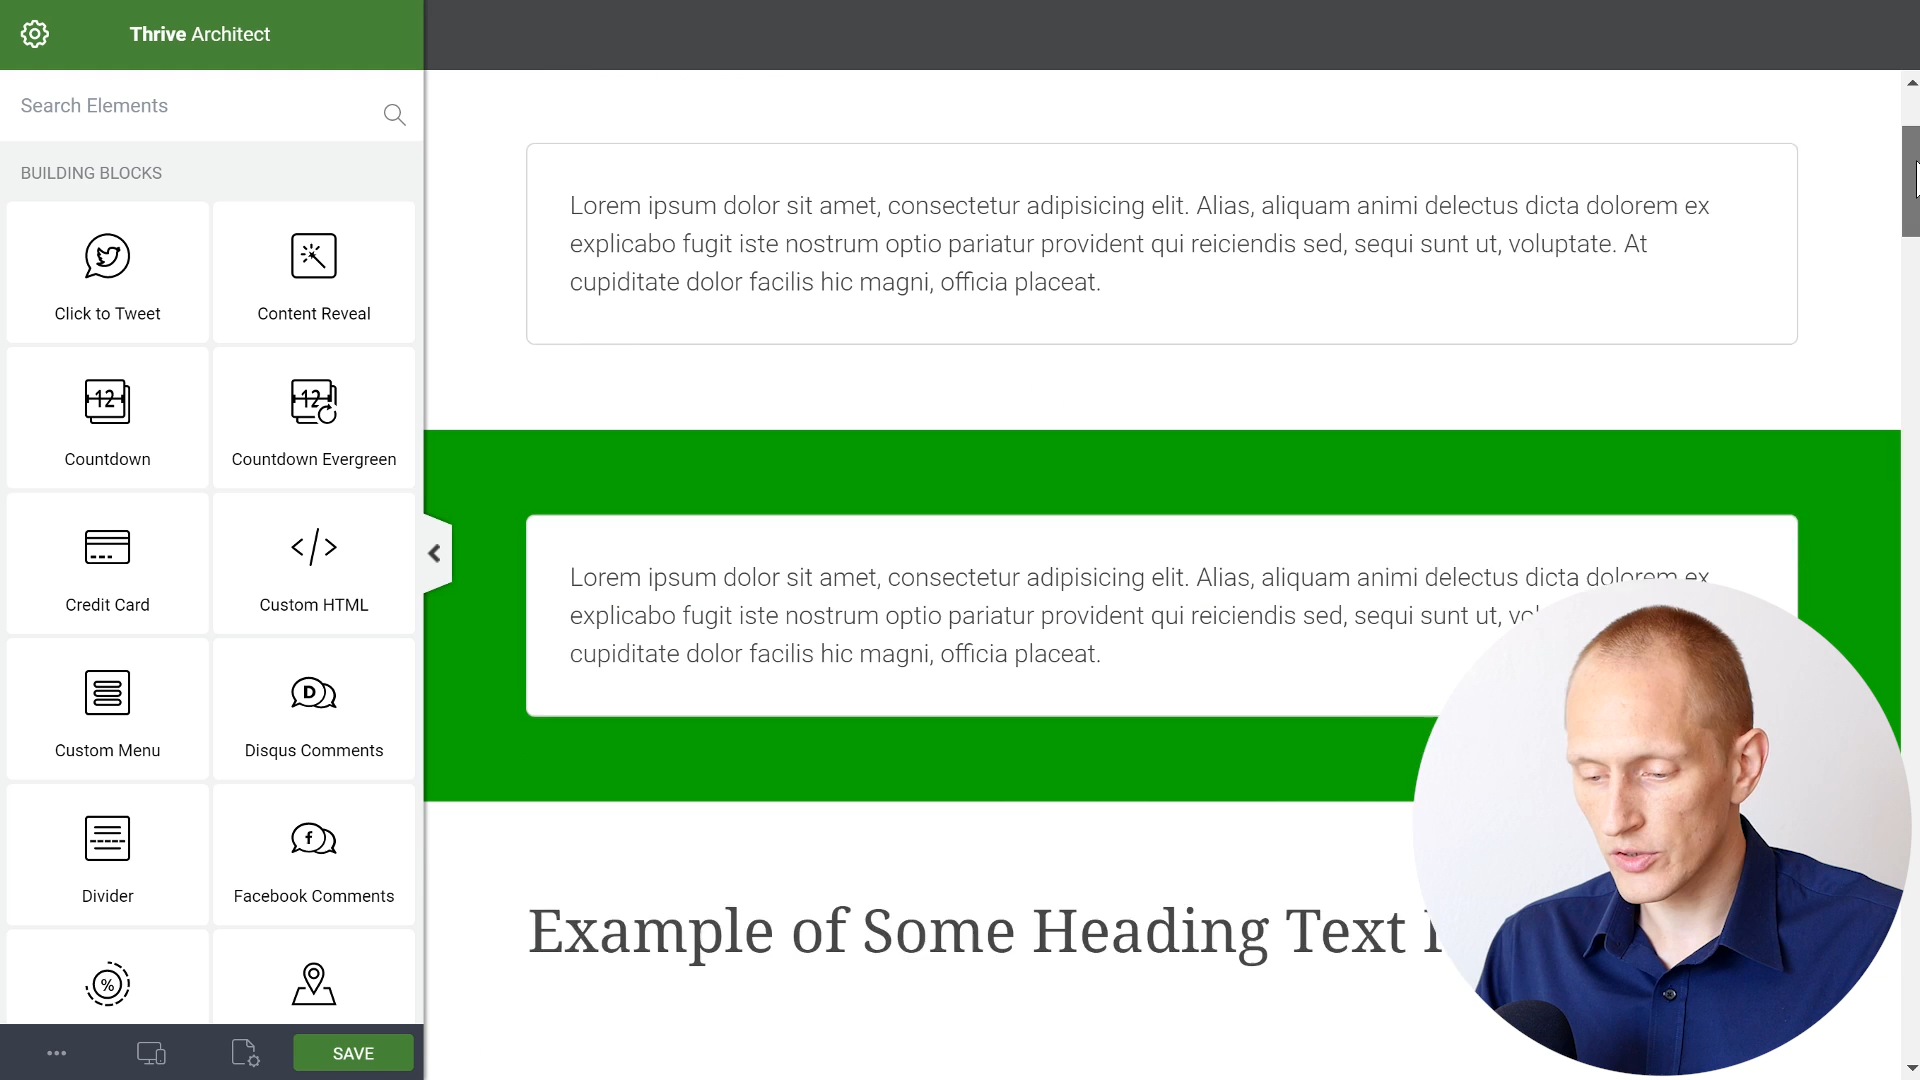 Thrive Architect
Search Elements
BUILDING BLOCKS
Click to Tweet
Content Reveal
12
Countdown
12
Countdown Evergreen
Credit Card
</>
Custom HTML
Custom Menu
D
Disqus Comments
Divider
f
Facebook Comments
%
SAVE
Lorem ipsum dolor sit amet, consectetur adipisicing elit. Alias, aliquam animi delectus dicta dolorem ex
explicabo fugit iste nostrum optio pariatur provident qui reiciendis sed, sequi sunt ut, voluptate. At
cupiditate dolor facilis hic magni, officia placeat.
Lorem ipsum dolor sit amet, consectetur adipisicing elit. Alias, aliquam animi delectus dicta dolorem ex
explicabo fugit iste nostrum optio pariatur provident qui reiciendis sed, sequi sunt ut,
cupiditate dolor facilis hic magni, officia placeat.
Example of Some Heading Text